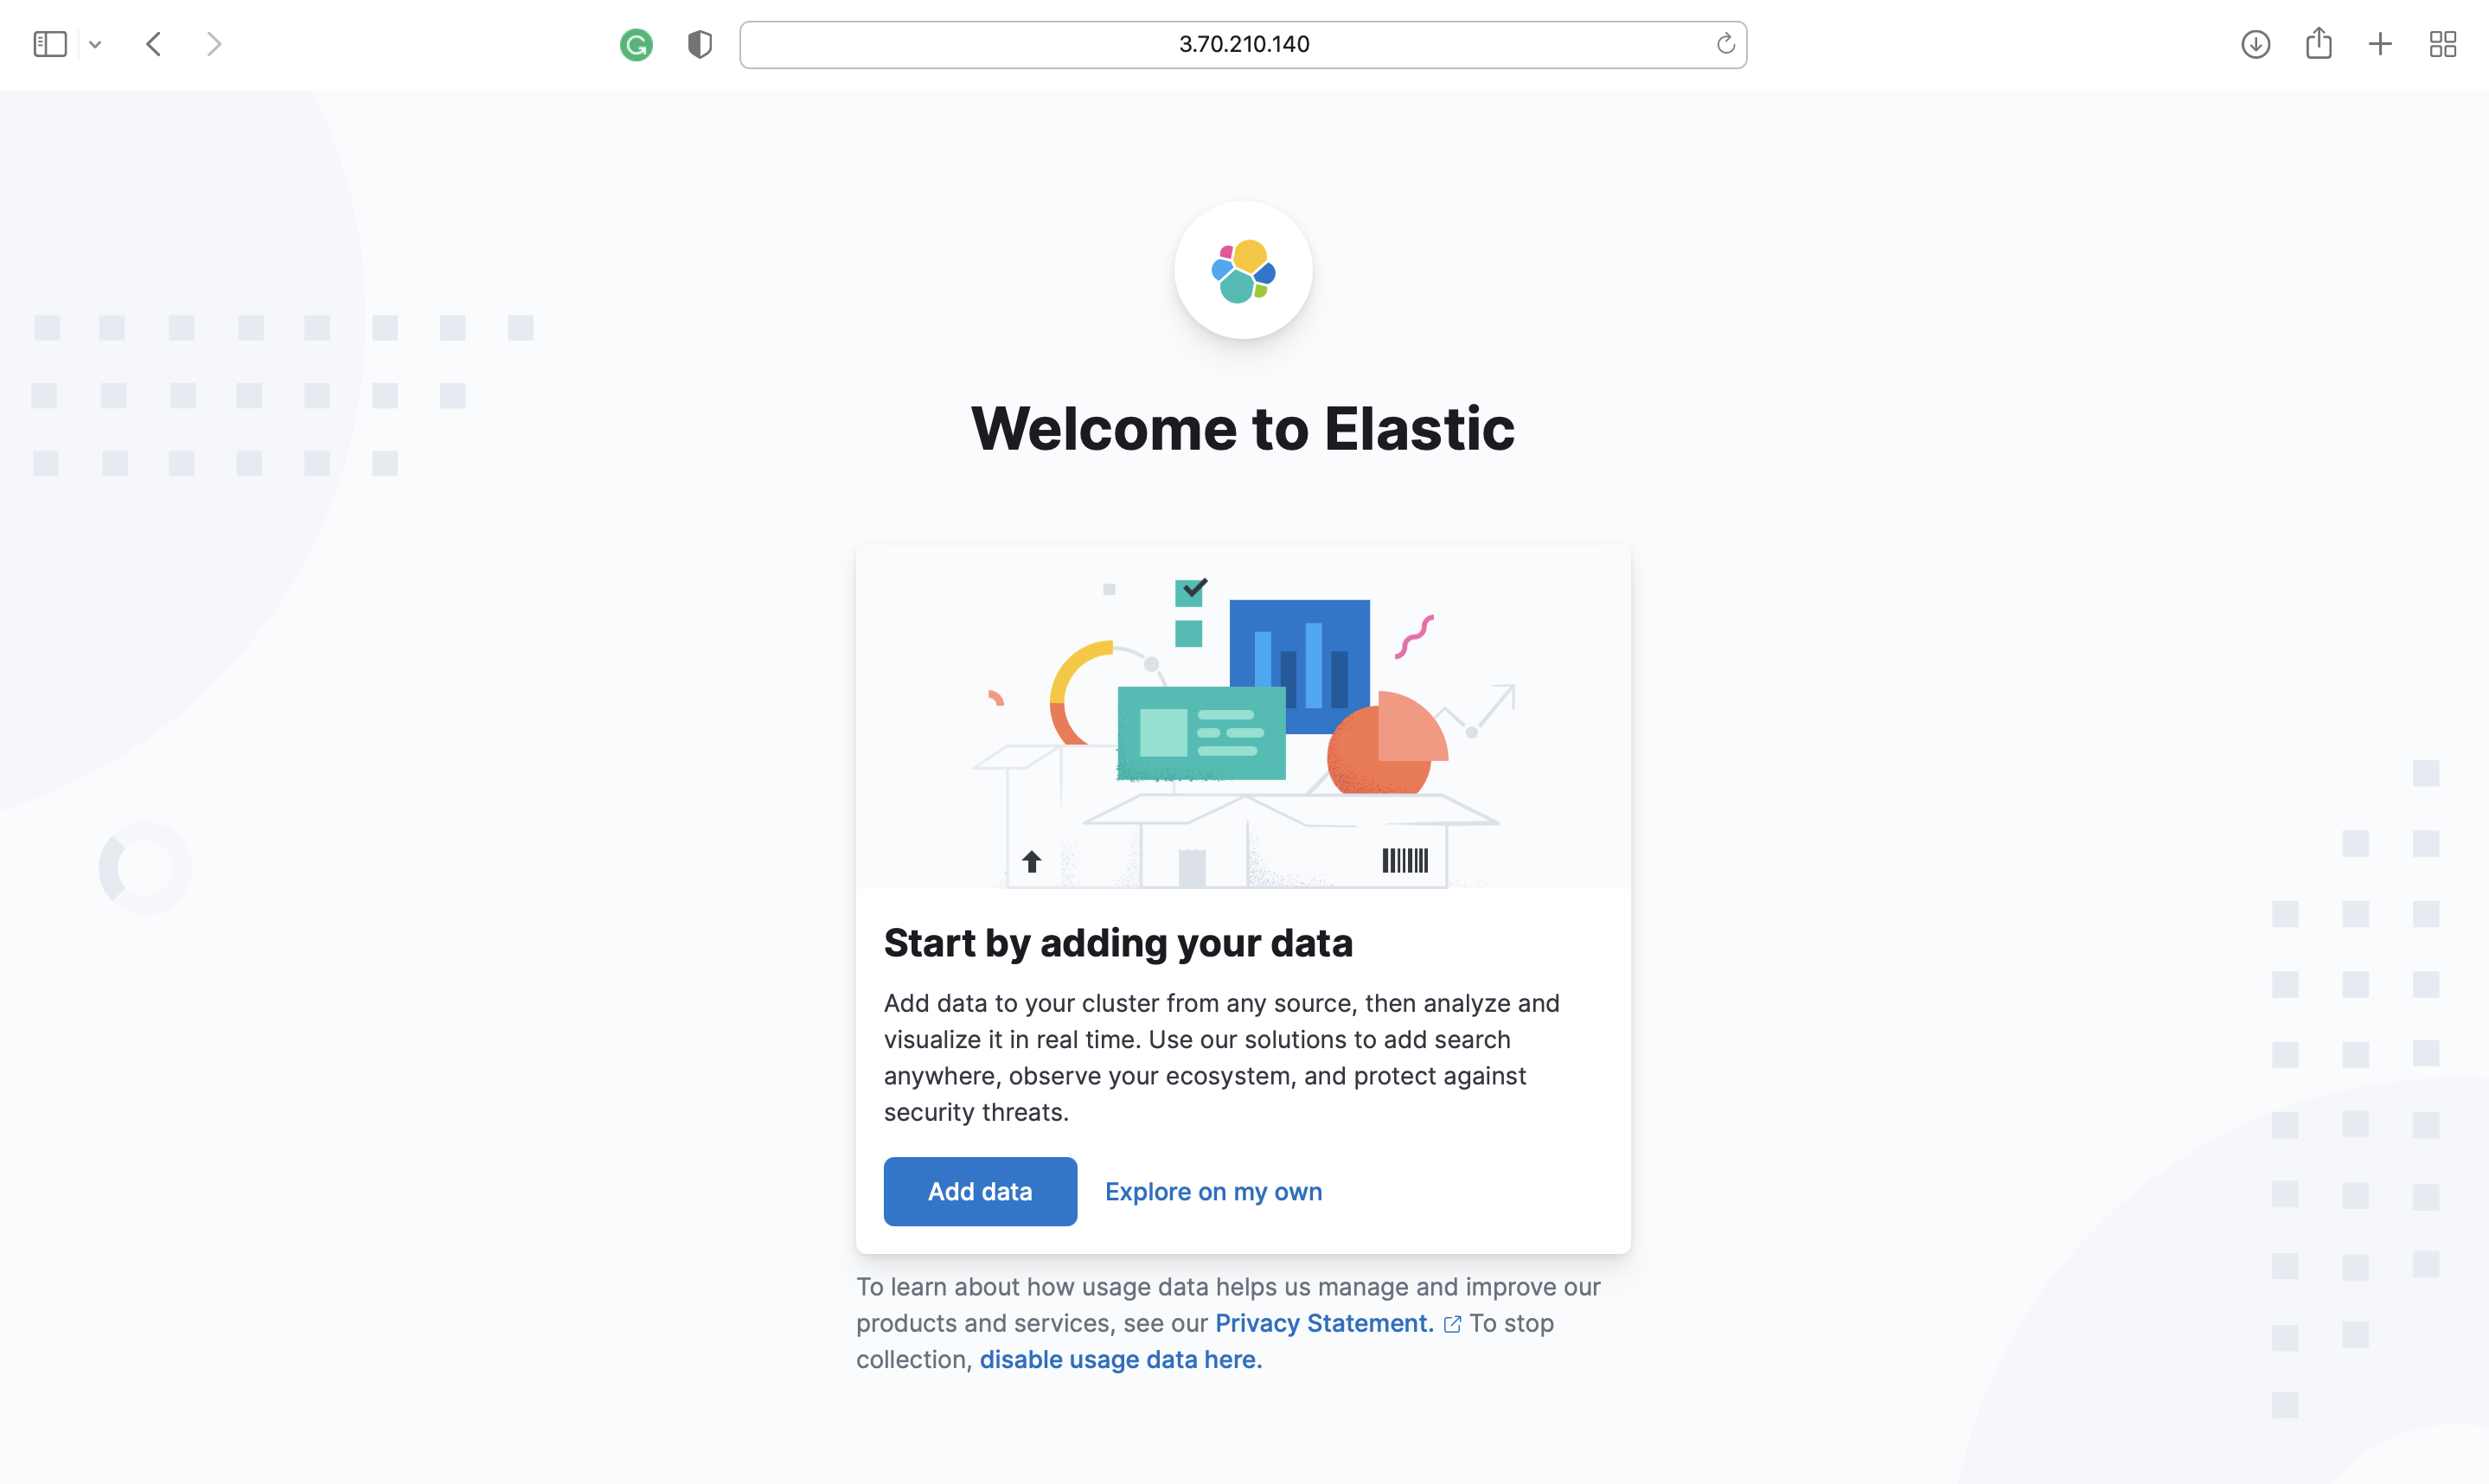 3.70.210.140
Welcome to Elastic
Start by adding your data
Add data to your cluster from any source, then analyze and
visualize it in real time. Use our solutions to add search
anywhere, observe your ecosystem, and protect against
security threats.
Add data
Explore on my own
To learn about how usage data helps us manage and improve our
products and services, see our Privacy Statement. To stop
collection, disable usage data here.